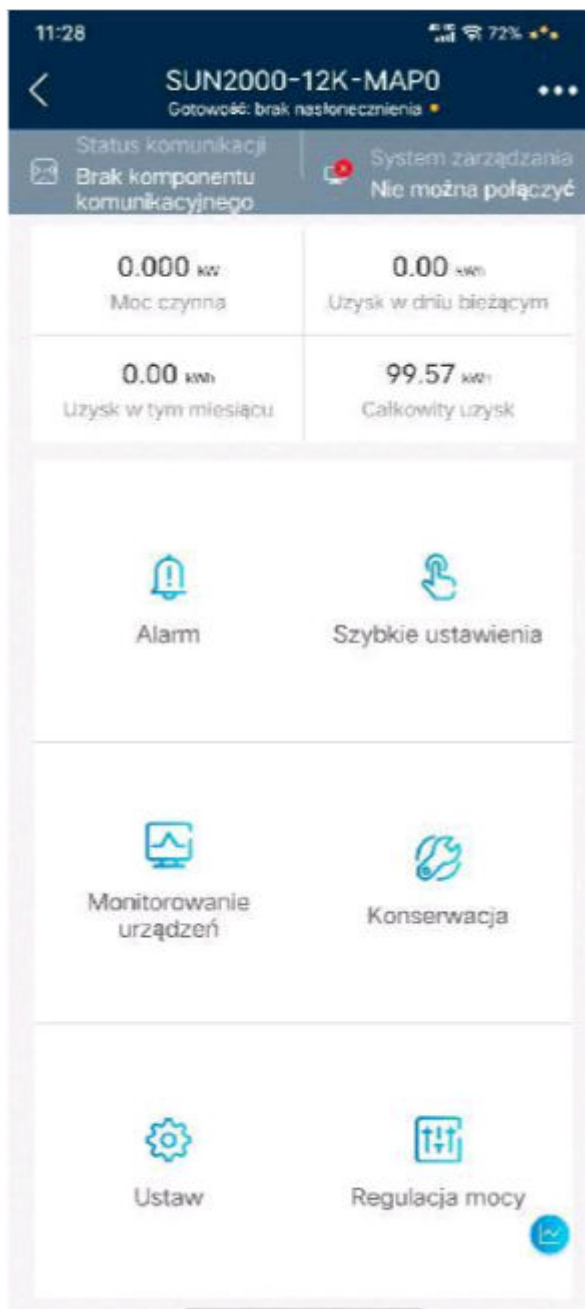 11:28
72%
SUN2000-12K-MAP0
Gotowość: brak nasłonecznienia
Status komunikacji
Brak komponentu
komunikacyjnego
System zarządzania
Nie można połączyć
0.000 kW
Moc czynna
0.00 kWh
Uzysk w dniu bieżącym
0.00 kWh
Uzysk w tym miesiącu
99.57 kWh
Całkowity uzysk
Alarm
Szybkie ustawienia
Monitorowanie
urządzeń
Konserwacja
Ustaw
Regulacja mocy